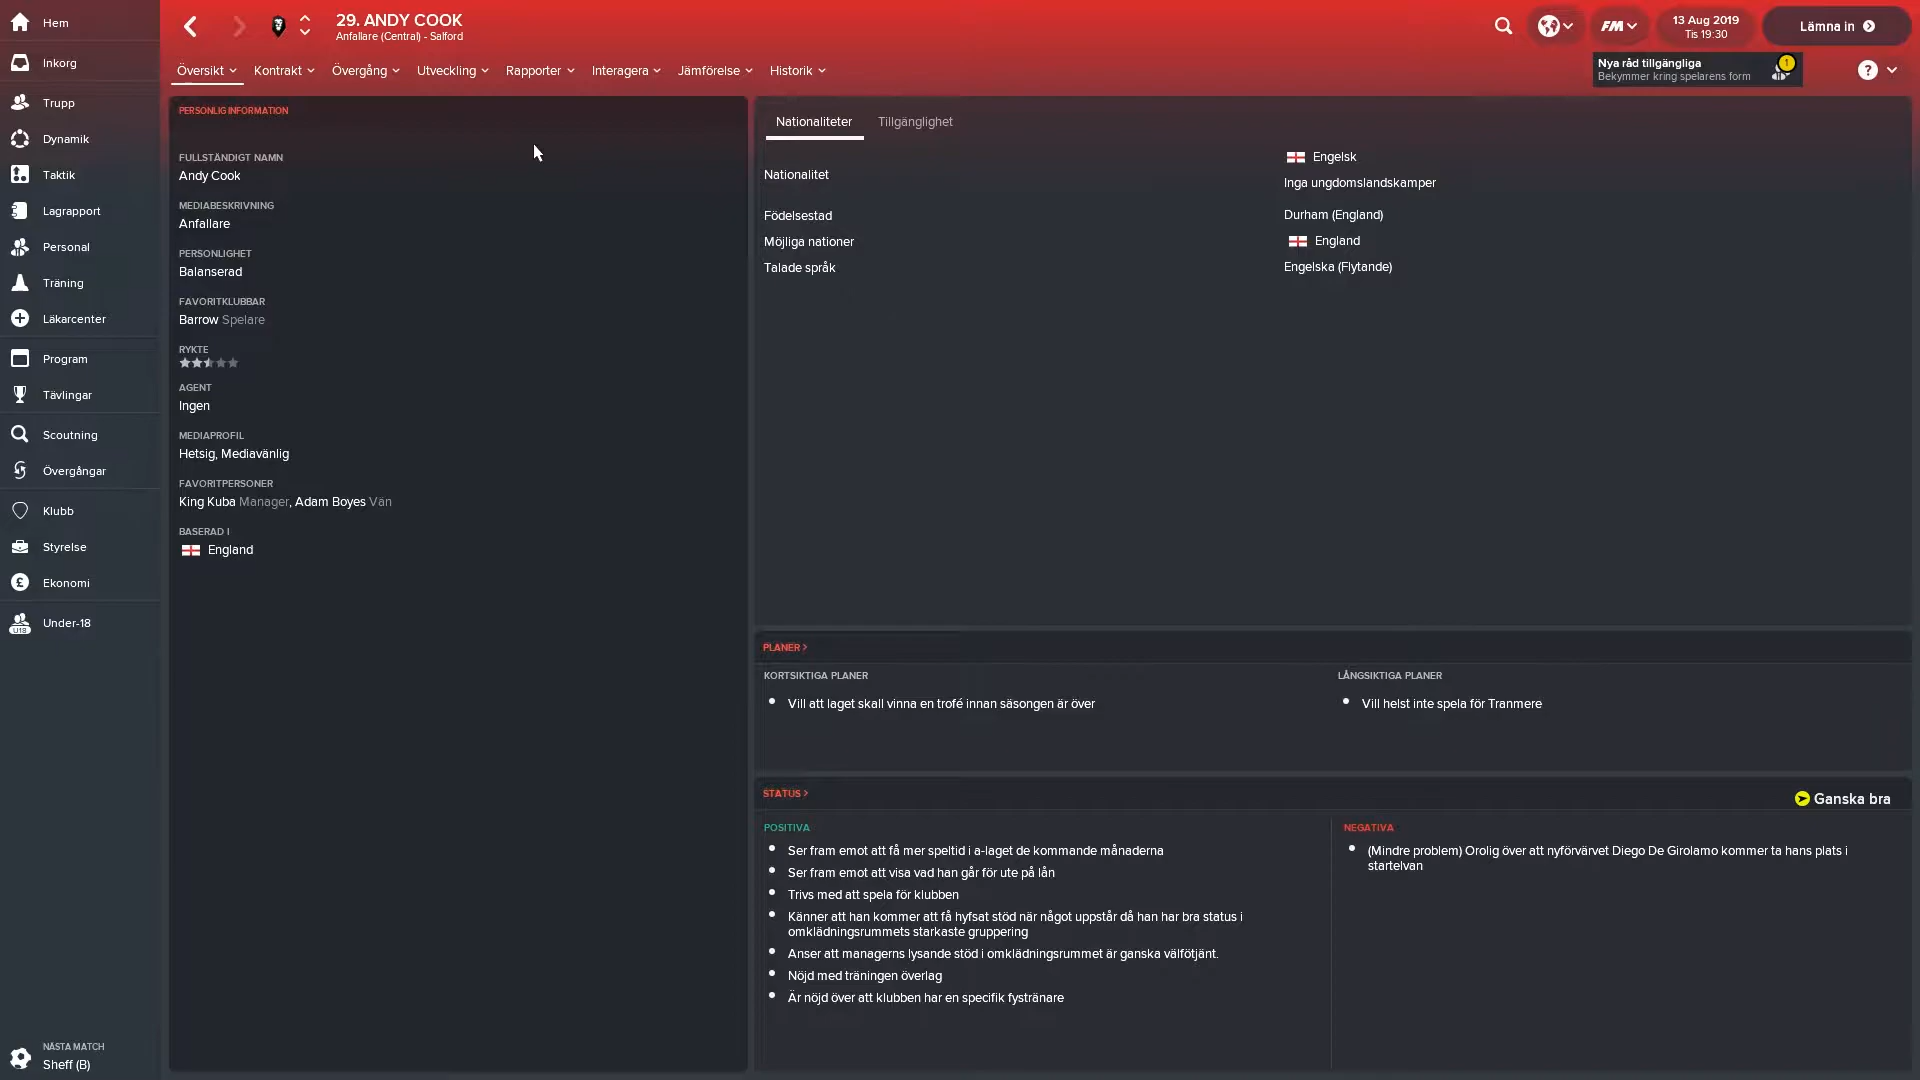 Hem
Inkorg
Trupp
Dynamik
Taktik
Lagrapport
Personal
Träning
Läkarcenter
Program
Tävlingar
Scoutning
Övergångar
Klubb
Styrelse
Ekonomi
U18
Under-18
NÄSTA MATCH
Sheff (B)
29. ANDY COOK
Anfallare (Central) - Salford
FM
13 Aug 2019
Tis 19:30
Lämna in
Översikt
Kontrakt
Övergång
Utveckling
Rapporter
Interagera
Jämförelse
Historik
Nya råd tillgängliga
Bekymmer kring spelarens form
1
?
PERSONLIG INFORMATION
FULLSTÄNDIGT NAMN
Andy Cook
MEDIABESKRIVNING
Anfallare
PERSONLIGHET
Balanserad
FAVORITKLUBBAR
Barrow Spelare
RYKTE
AGENT
Ingen
MEDIAPROFIL
Hetsig, Mediavänlig
FAVORITPERSONER
King Kuba Manager, Adam Boyes Vän
BASERAD I
England
Nationaliteter
Tillgänglighet
Nationalitet
Engelsk
Inga ungdomslandskamper
Födelsestad
Durham (England)
Möjliga nationer
England
Talade språk
Engelska (Flytande)
PLANER >
KORTSIKTIGA PLANER
Vill att laget skall vinna en trofé innan säsongen är över
LÅNGSIKTIGA PLANER
Vill helst inte spela för Tranmere
STATUS >
Ganska bra
POSITIVA
Ser fram emot att få mer speltid i a-laget de kommande månaderna
Ser fram emot att visa vad han går för ute på lån
Trivs med att spela för klubben
Känner att han kommer att få hyfsat stöd när något uppstår då han har bra status i
omklädningsrummets starkaste gruppering
Anser att managerns lysande stöd i omklädningsrummet är ganska välfötjänt.
Nöjd med träningen överlag
Är nöjd över att klubben har en specifik fystränare
NEGATIVA
(Mindre problem) Orolig över att nyförvärvet Diego De Girolamo kommer ta hans plats i
startelvan